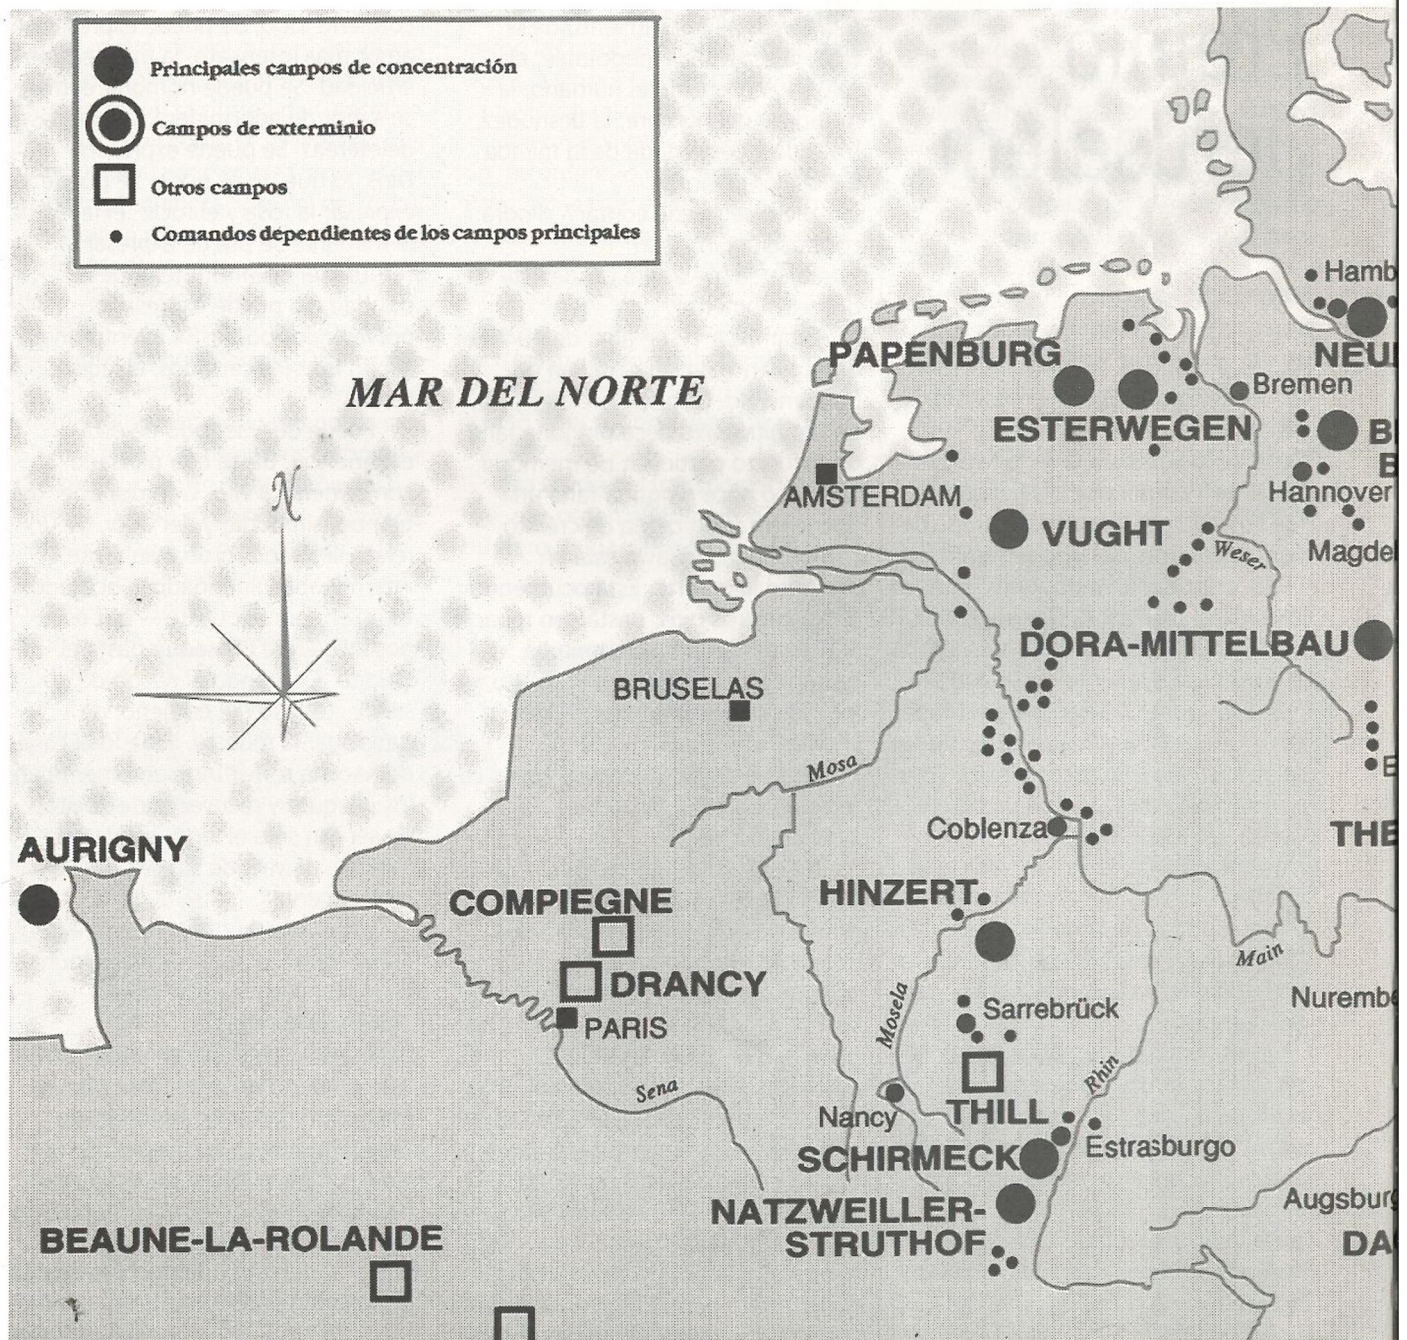 Principales campos de concentración
Campos de exterminio
Otros campos
Comandos dependientes de los campos principales
Hamb
PAPENBURG
NEU
MAR DEL NORTE
Bremen
ESTERWEGEN
B
B
N
AMSTERDAM
Hannover
VUGHT
Weser
Magde
DORA-MITTELBAU
BRUSELAS
Mosa
E
Coblenza
THE
AURIGNY
HINZERT
COMPIEGNE
Main
DRANCY
Nurembe
Mosela
Sarrebrück
PARIS
Rhin
Sena
Nancy
THILL
Estrasburgo
SCHIRMECK
Augsburg
NATZWEILLER-
STRUTHOF
BEAUNE-LA-ROLANDE
DA